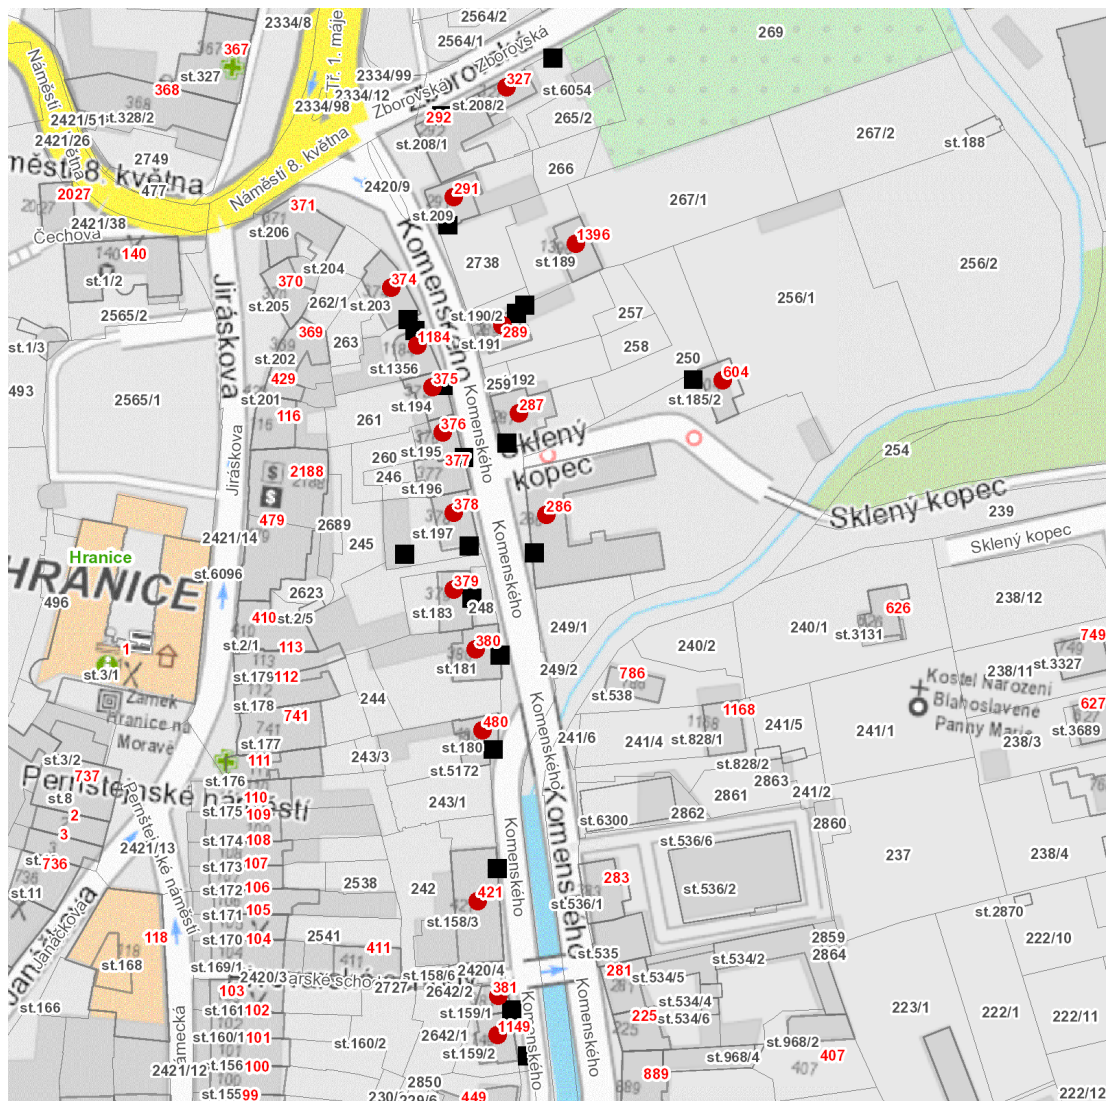 2334/8
2564/2
2564/1
269
367
st.327
368
Tř. 1. máje
Zborovská
Zborovská
Zborovská
327
st.6054
2334/99
2334/12
2334/98
st.208/2
292
265/2
267/2
Náměstí 8. května
2421/51
st.328/2
2421/26
368
st.208/1
st.188
2749
Náměstí 8. května
266
477
2027
2420/9
291
267/1
371
st.209
2421/38
st.206
Čechova
140
1396
st.189
st.204
2738
256/2
st.1/2
370
374
Komenského
2565/2
st.205
262/1
st.203
256/1
Jiráskova
st.190/2
257
369
289
st.1/3
263
1184
st.191
258
st.202
st.1356
250
493
429
375
259
192
604
st.201
2565/1
st.194
st.185/2
116
261
287
376
Sklený
kopec
Jiráskova
Komenského
260
st.195
377
254
2188
246
st.196
378
286
Sklený kopec
479
2689
239
st.197
Sklený kopec
2421/14
245
Komenského
Hranice
HRANICE
st.6096
379
496
2623
st.183
248
238/12
626
410
st.2/5
249/1
240/1
st.3131
749
st.2/1
113
380
240/2
1
st.3327
st.3/1
st.179
112
st.181
249/2
786
238/11
Kostel Narození
Blahoslavené
Panny Marie
st.178
244
st.538
Zámek
Hranice na
Moravě
741
480
1168
627
st.177
241/6
241/4
st.828/1
241/5
241/1
st.3689
238/3
st.3/2
111
243/3
st.180
737
st.176
st.5172
st.828/2
2863
Pernštejnské náměstí
st.8
110
243/1
2861
241/2
2
st.175
109
2862
3
st.174
108
st.6300
2860
2421/13
736
st.173
107
st.536/6
237
238/4
st.11
st.172
106
2538
242
421
283
st.536/2
Pernštejnské náměstí
Komenského
Komenského
Janáčkova
st.171
105
st.158/3
st.536/1
st.2870
118
st.170
104
2541
411
2859
222/10
st.168
st.169/1
2420/3
st.158/6
2420/4
st.535
2864
281
st.534/5
st.534/2
103
2727
2642/2
381
st.166
st.161
102
st.159/1
st.534/4
223/1
222/1
222/11
225
st.534/6
st.160/1
101
2642/1
1149
st.160/2
st.159/2
Komenského
Komenského
st.968/2
407
st.156
100
st.968/4
2421/12
2850
889
st.155
99
449
222/12